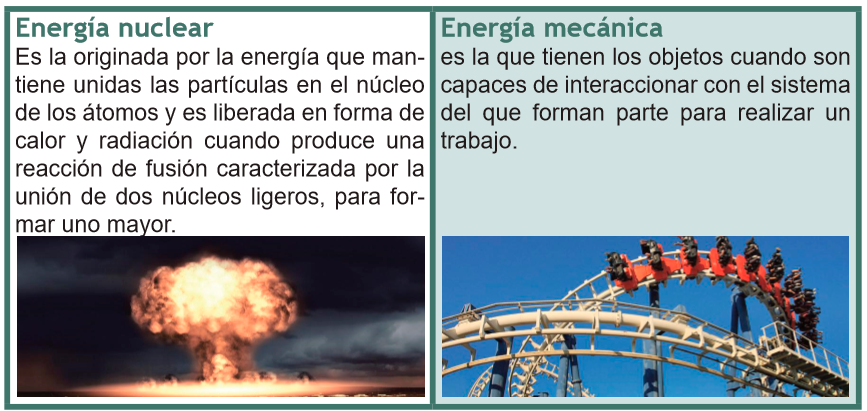 Energía nuclear
Es la originada por la energía que man-
tiene unidas las partículas en el núcleo
de los átomos y es liberada en forma de
calor y radiación cuando produce una
reacción de fusión caracterizada por la
unión de dos núcleos ligeros, para for-
mar uno mayor.
Energía mecánica
es la que tienen los objetos cuando son
capaces de interaccionar con el sistema
del que forman parte para realizar un
trabajo.